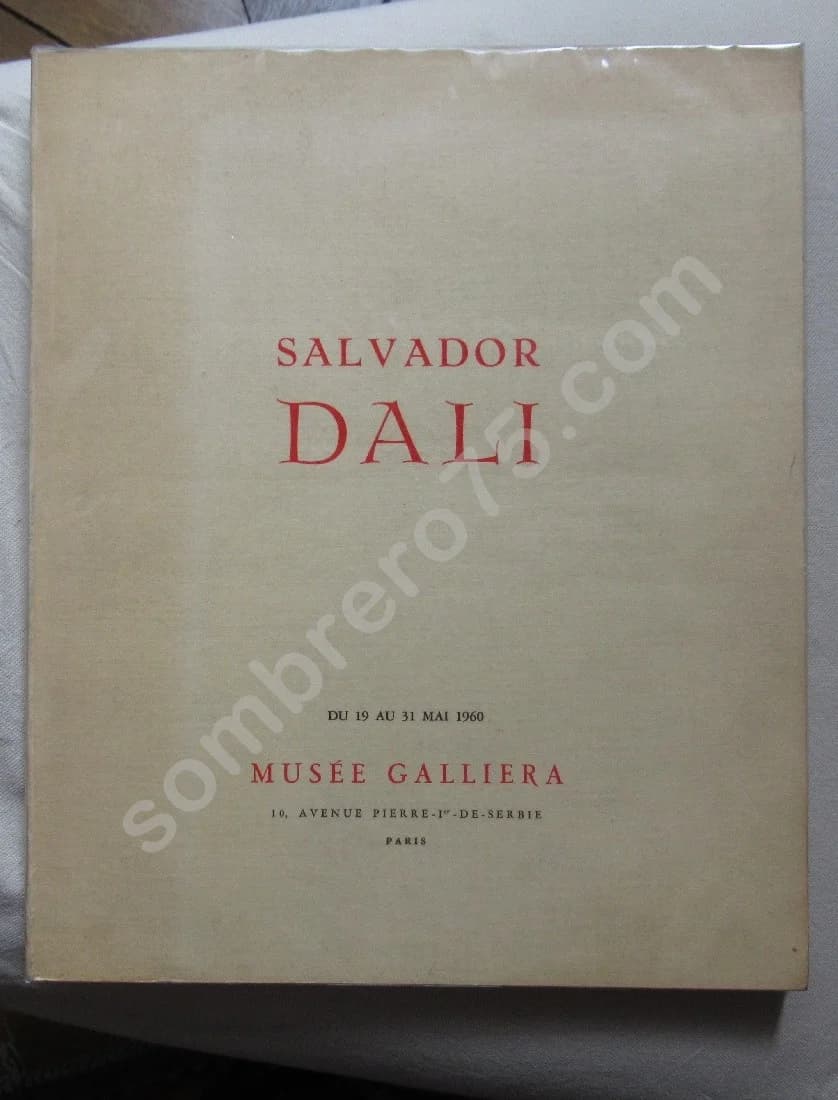 SALVADOR
DALI
DU 19 AU 31 MAI 1960
MUSÉE GALLIERA
10, AVENUE PIERRE-Iᵉʳ-DE-SERBIE
PARIS
sombrero75.com